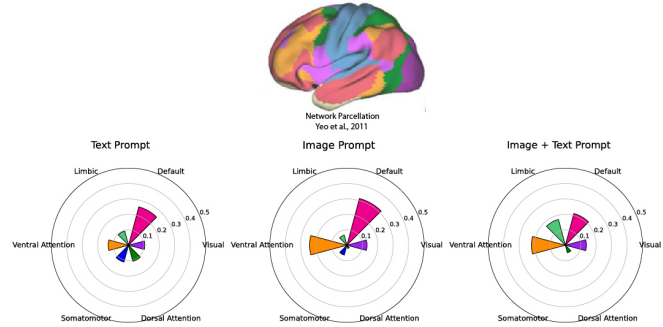 Network Parcellation
Yeo et al., 2011
Text Prompt
Limbic
Default
Ventral Attention
Visual
Somatomotor
Dorsal Attention
0.1
0.2
0.3
0.4
0.5
Image Prompt
Limbic
Default
Ventral Attention
Visual
Somatomotor
Dorsal Attention
0.1
0.2
0.3
0.4
0.5
Image + Text Prompt
Limbic
Default
Ventral Attention
Visual
Somatomotor
Dorsal Attention
0.1
0.2
0.3
0.4
0.5